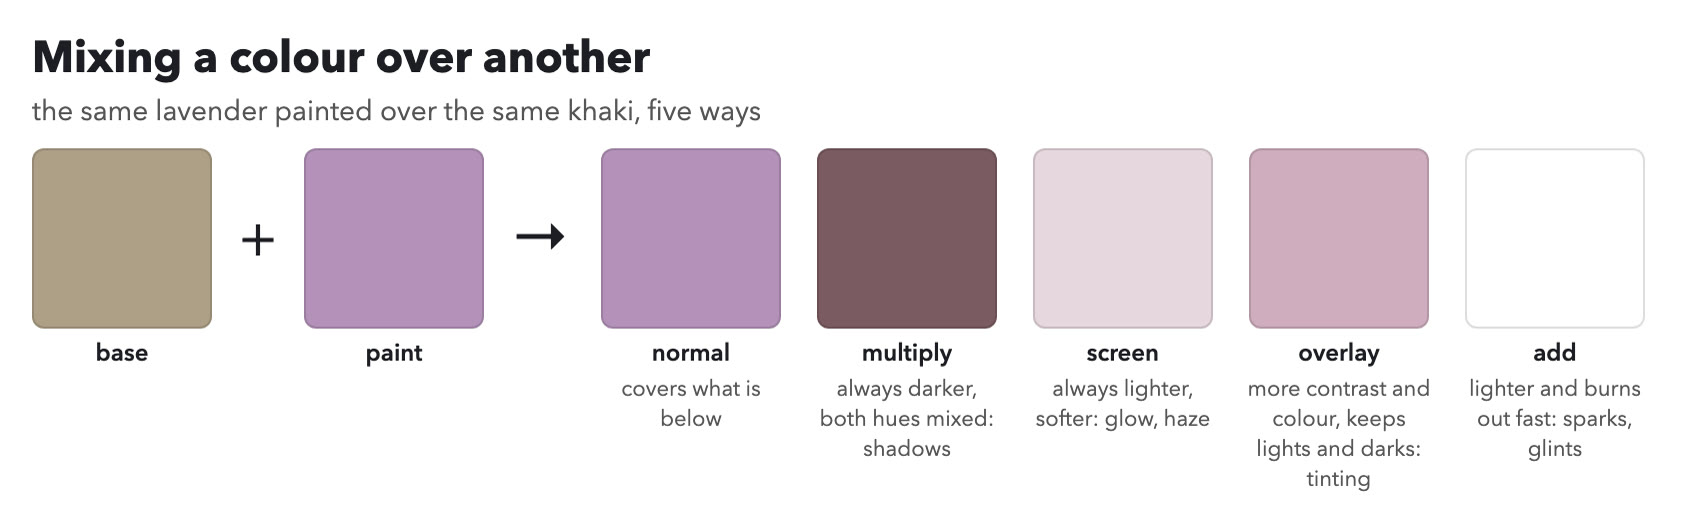 Mixing a colour over another
the same lavender painted over the same khaki, five ways
+
→
base
paint
normal
multiply
screen
overlay
add
covers what is
below
always darker,
both hues mixed:
shadows
always lighter,
softer: glow, haze
more contrast and
colour, keeps
lights and darks:
tinting
lighter and burns
out fast: sparks,
glints